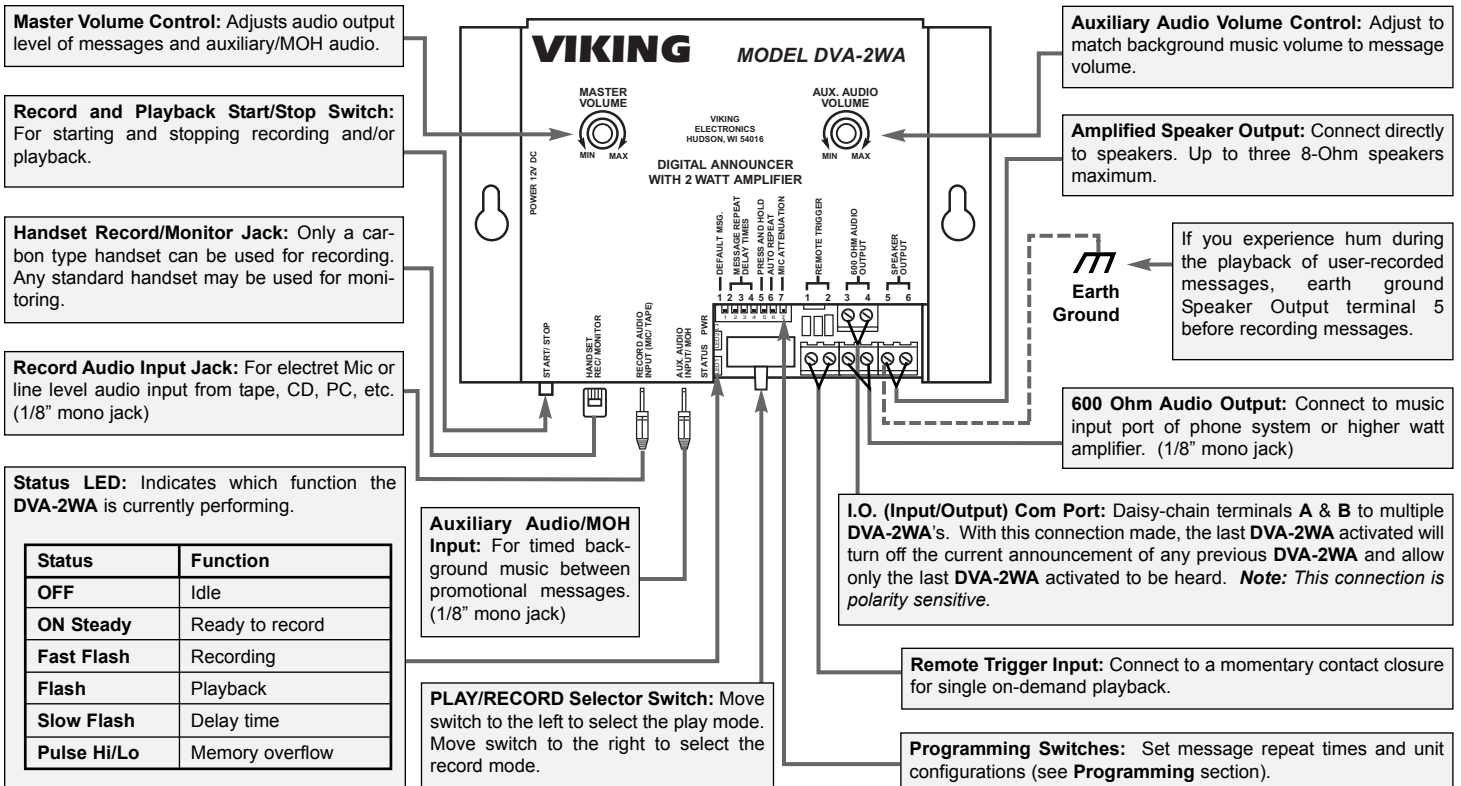 Master Volume Control: Adjusts audio output
level of messages and auxiliary/MOH audio.
Record and Playback Start/Stop Switch:
For starting and stopping recording and/or
playback.
Handset Record/Monitor Jack: Only a car-
bon type handset can be used for recording.
Any standard handset may be used for moni-
toring.
Record Audio Input Jack: For electret Mic or
line level audio input from tape, CD, PC, etc.
(1/8” mono jack)
Status LED: Indicates which function the
DVA-2WA is currently performing.
Status Function
OFF Idle
ON Steady Ready to record
Fast Flash Recording
Flash Playback
Slow Flash Delay time
Pulse Hi/Lo Memory overflow
VIKING MODEL DVA-2WA
MASTER
VOLUME
MIN MAX
VIKING
ELECTRONICS
HUDSON, WI 54016
AUX. AUDIO
VOLUME
MIN MAX
DIGITAL ANNOUNCER
WITH 2 WATT AMPLIFIER
POWER 12V DC
DEFAULT MSG.
MESSAGE REPEAT
DELAY TIMES
PRESS AND HOLD
AUTO REPEAT
MIC ATTENUATION
REMOTE TRIGGER
600 OHM AUDIO
OUTPUT
SPEAKER
OUTPUT
1 2 3 4 5 6 7
1 2 3 4 5 6
1 2 3 4 5 6 7
START/ STOP
HANDSET
REC/ MONITOR
RECORD AUDIO
INPUT (MIC/ TAPE)
AUX. AUDIO
INPUT/ MOH
STATUS PWR
LED1 LED2
Auxiliary Audio/MOH
Input: For timed back-
ground music between
promotional messages.
(1/8” mono jack)
PLAY/RECORD Selector Switch: Move
switch to the left to select the play mode.
Move switch to the right to select the
record mode.
Auxiliary Audio Volume Control: Adjust to
match background music volume to message
volume.
Amplified Speaker Output: Connect directly
to speakers. Up to three 8-Ohm speakers
maximum.
Earth
Ground
If you experience hum during
the playback of user-recorded
messages, earth ground
Speaker Output terminal 5
before recording messages.
600 Ohm Audio Output: Connect to music
input port of phone system or higher watt
amplifier. (1/8” mono jack)
I.O. (Input/Output) Com Port: Daisy-chain terminals A & B to multiple
DVA-2WA's. With this connection made, the last DVA-2WA activated will
turn off the current announcement of any previous DVA-2WA and allow
only the last DVA-2WA activated to be heard. Note: This connection is
polarity sensitive.
Remote Trigger Input: Connect to a momentary contact closure
for single on-demand playback.
Programming Switches: Set message repeat times and unit
configurations (see Programming section).